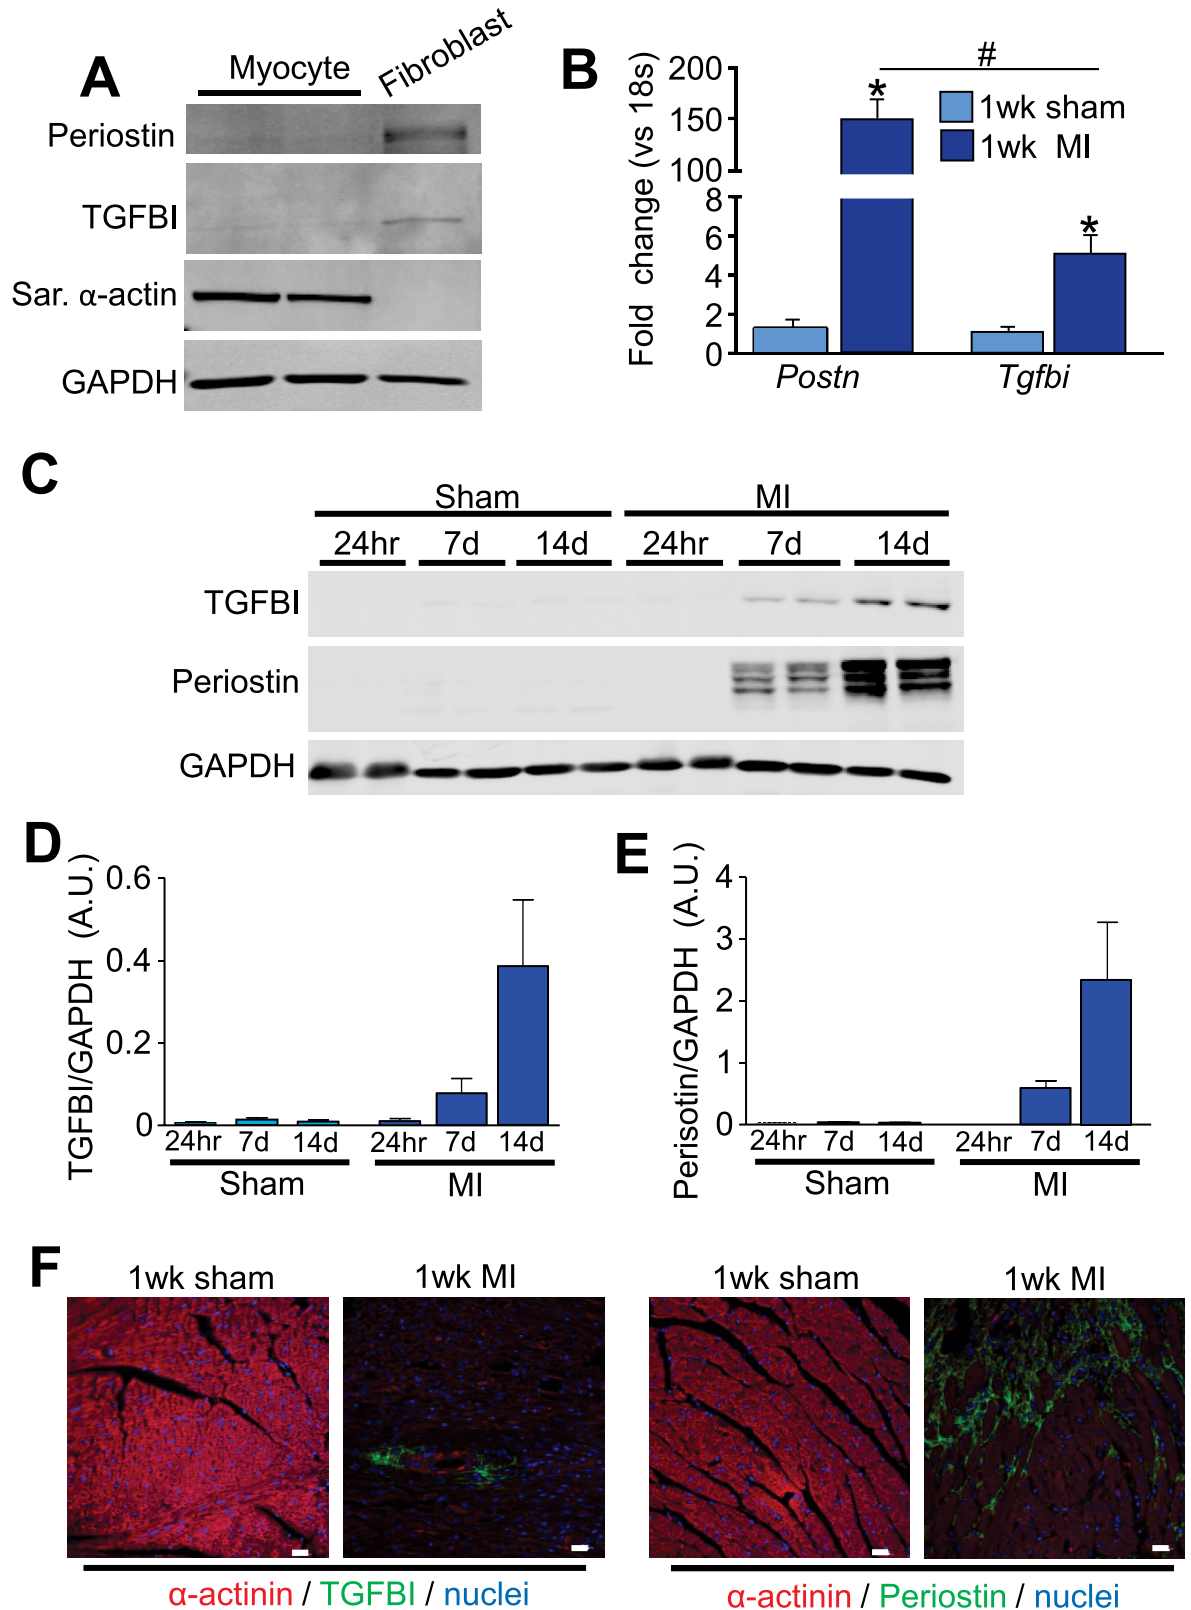 A
Myocyte
Fibroblast
Periostin
TGFBI
Sar. α-actin
GAPDH
B
Fold change (vs 18s)
200
150
100
8
6
4
2
0
#
*
*
1wk sham
1wk MI
Postn
Tgfbi
C
Sham
MI
24hr 7d 14d 24hr 7d 14d
TGFBI
Periostin
GAPDH
D
TGFBI/GAPDH (A.U.)
0.6
0.4
0.2
0
24hr 7d 14d 24hr 7d 14d
Sham MI
E
Perisotin/GAPDH (A.U.)
4
3
2
1
0
24hr 7d 14d 24hr 7d 14d
Sham MI
F
1wk sham 1wk MI 1wk sham 1wk MI
α-actinin / TGFBI / nuclei
α-actinin / Periostin / nuclei